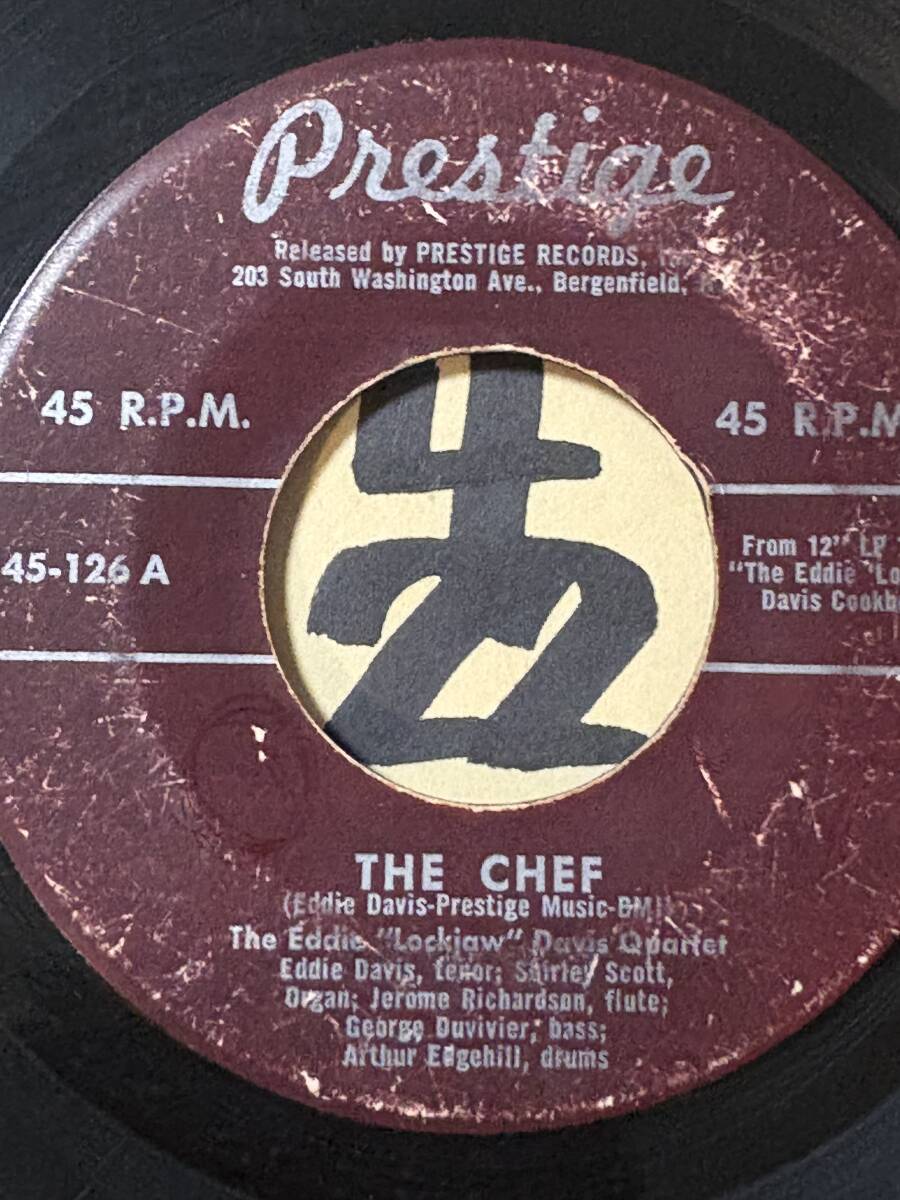 Prestige
Released by PRESTIGE RECORDS,
203 South Washington Ave., Bergenfield,
45 R.P.M.
45 R.P.M
45-126 A
From 12" LP
"The Eddie "Lo
Davis Cookb
THE CHEF
(Eddie Davis-Prestige Music-BMI)
The Eddie "Lockjaw" Davis Quartet
Eddie Davis, tenor; Shirley Scott,
Organ; Jerome Richardson, flute;
George Duvivier, bass;
Arthur Edgehill, drums